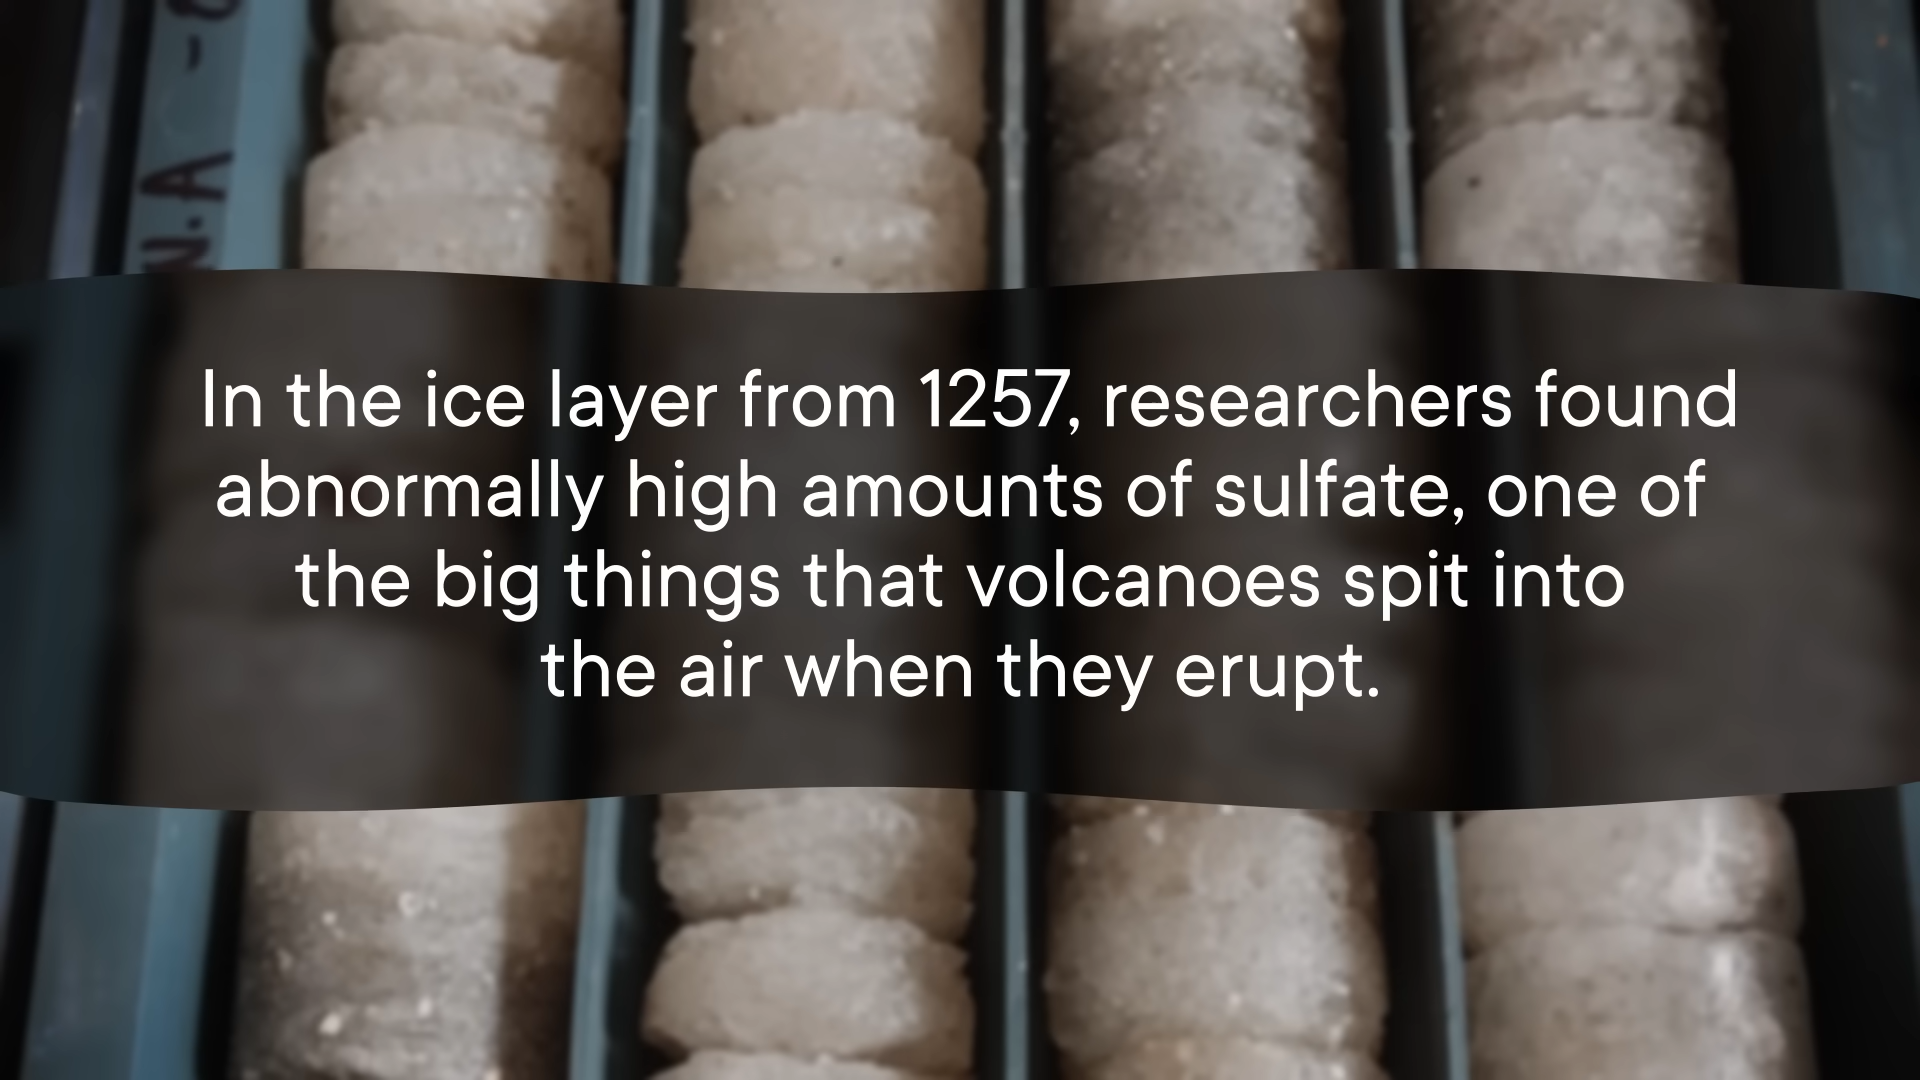 N.A -
In the ice layer from 1257, researchers found
abnormally high amounts of sulfate, one of
the big things that volcanoes spit into
the air when they erupt.